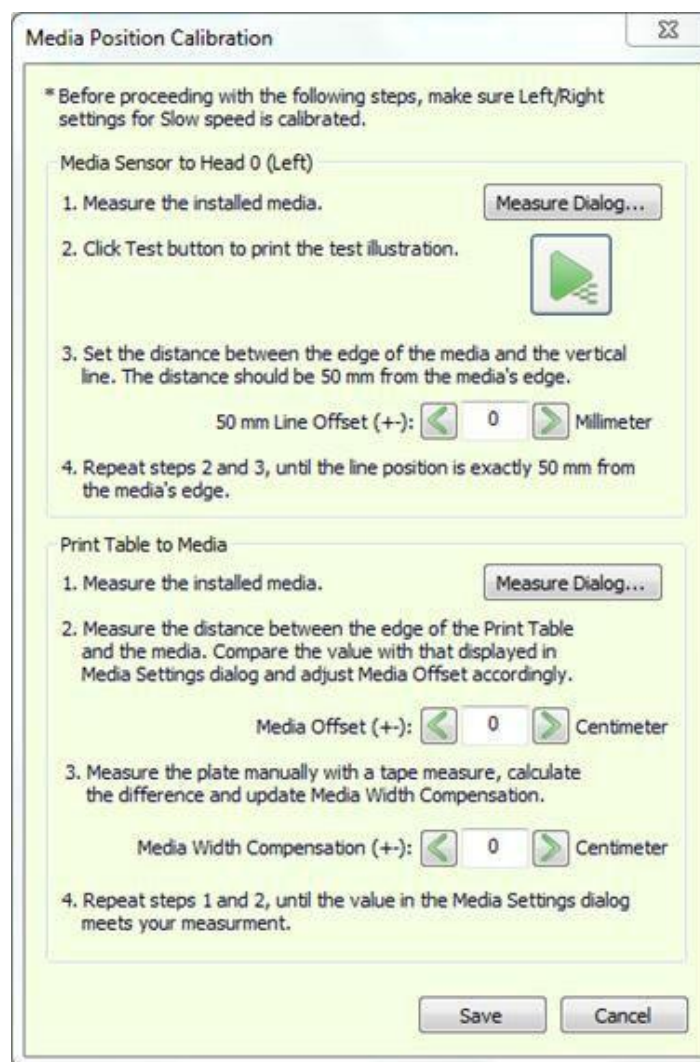 Media Position Calibration
* Before proceeding with the following steps, make sure Left/Right
settings for Slow speed is calibrated.
Media Sensor to Head 0 (Left)
1. Measure the installed media.
Measure Dialog...
2. Click Test button to print the test illustration.
3. Set the distance between the edge of the media and the vertical
line. The distance should be 50 mm from the media's edge.
50 mm Line Offset (+-): 0 Millimeter
4. Repeat steps 2 and 3, until the line position is exactly 50 mm from
the media's edge.
Print Table to Media
1. Measure the installed media.
Measure Dialog...
2. Measure the distance between the edge of the Print Table
and the media. Compare the value with that displayed in
Media Settings dialog and adjust Media Offset accordingly.
Media Offset (+-): 0 Centimeter
3. Measure the plate manually with a tape measure, calculate
the difference and update Media Width Compensation.
Media Width Compensation (+-): 0 Centimeter
4. Repeat steps 1 and 2, until the value in the Media Settings dialog
meets your measurment.
Save
Cancel